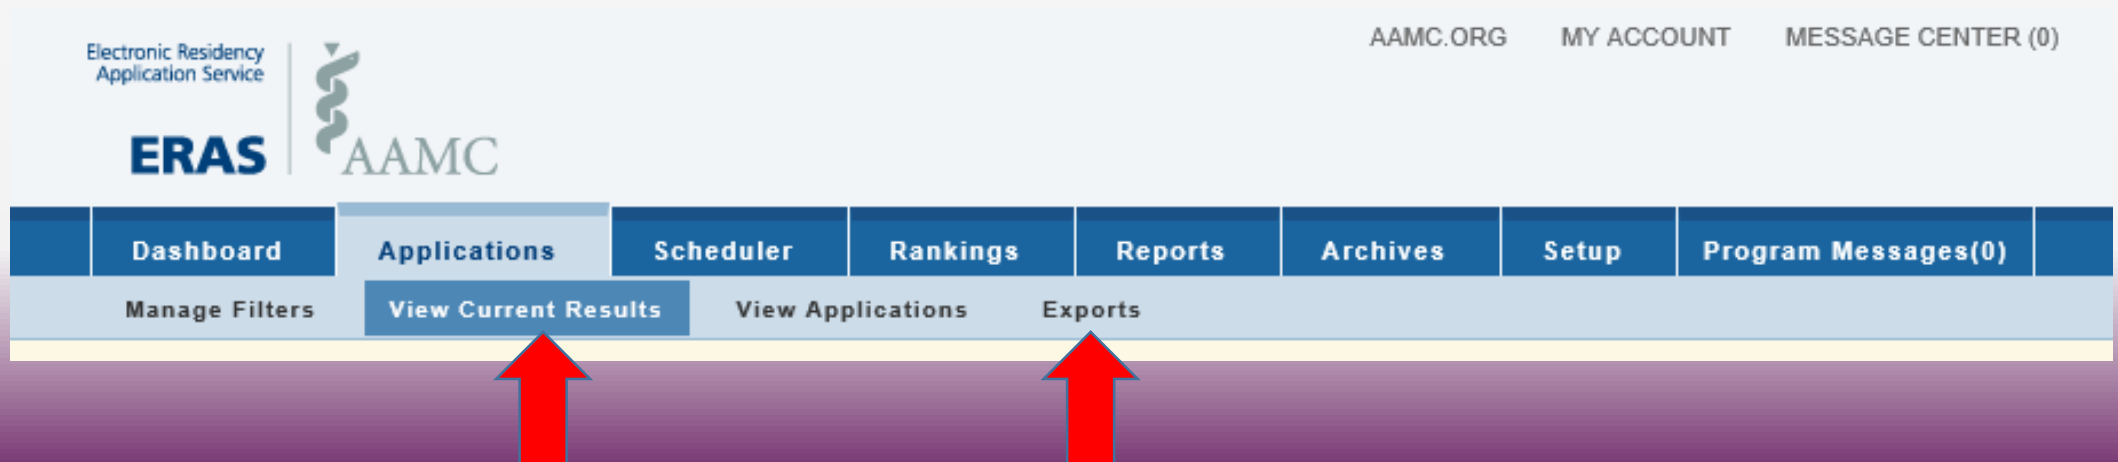 AAMC.ORG MY ACCOUNT MESSAGE CENTER (0)
Electronic Residency
Application Service
ERAS
AAMC
Dashboard Applications Scheduler Rankings Reports Archives Setup Program Messages(0)
Manage Filters View Current Results View Applications Exports